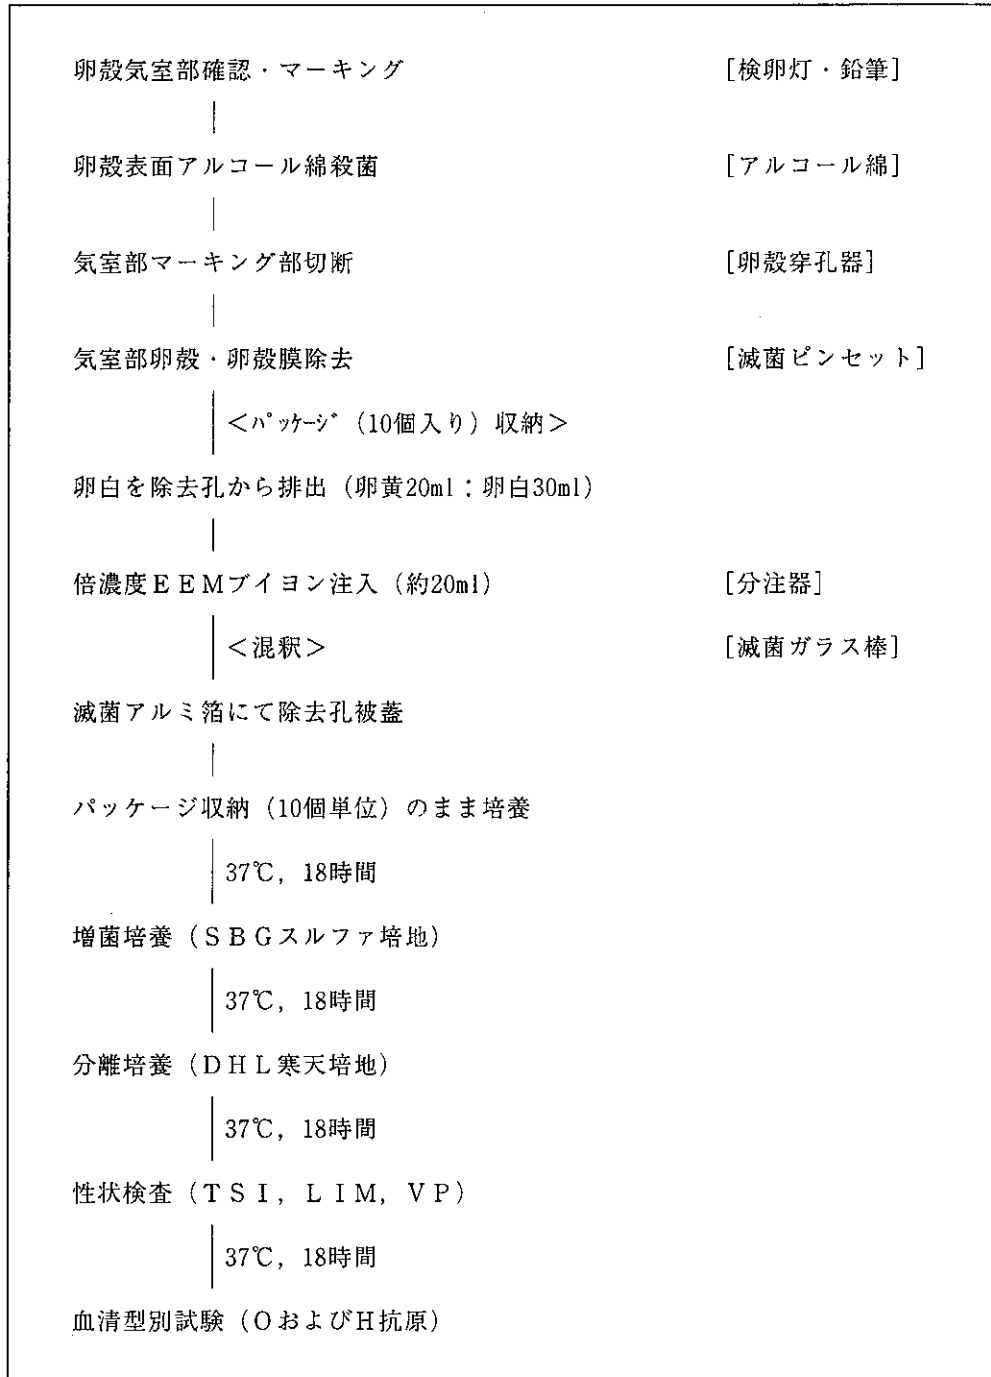 卵殻気室部確認・マーキング [検卵灯・鉛筆]
卵殻表面アルコール綿殺菌 [アルコール綿]
気室部マーキング部切断 [卵殻穿孔器]
気室部卵殻・卵殻膜除去 [滅菌ピンセット]
<ﾊﾟｯｹｰｼﾞ(10個入り)収納>
卵白を除去孔から排出(卵黄20ml:卵白30ml)
倍濃度EEMブイヨン注入(約20ml) [分注器]
<混釈> [滅菌ガラス棒]
滅菌アルミ箔にて除去孔被蓋
パッケージ収納(10個単位)のまま培養
37℃, 18時間
増菌培養(SBGスルファ培地)
37℃, 18時間
分離培養(DHL寒天培地)
37℃, 18時間
性状検査(TSI, LIM, VP)
37℃, 18時間
血清型別試験(OおよびH抗原)